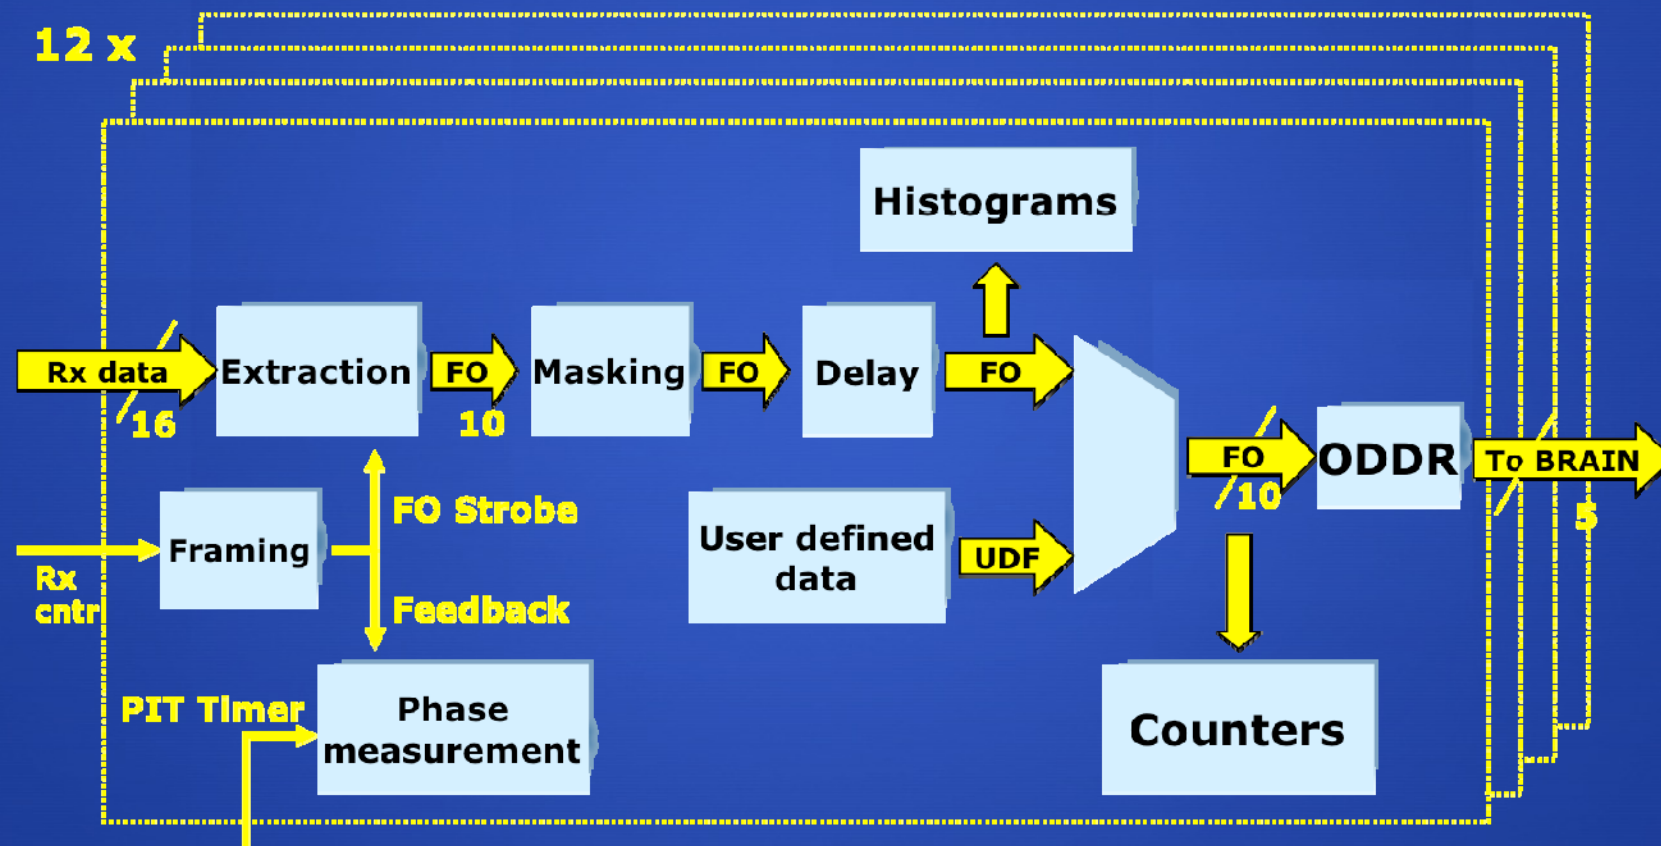 12 x
Histograms
Rx data
16
Extraction
FO
10
Masking
FO
Delay
FO
FO
10
ODDR
To BRAIN
5
Rx
cntr
Framing
FO Strobe
Feedback
User defined
data
UDF
PIT Timer
Phase
measurement
Counters